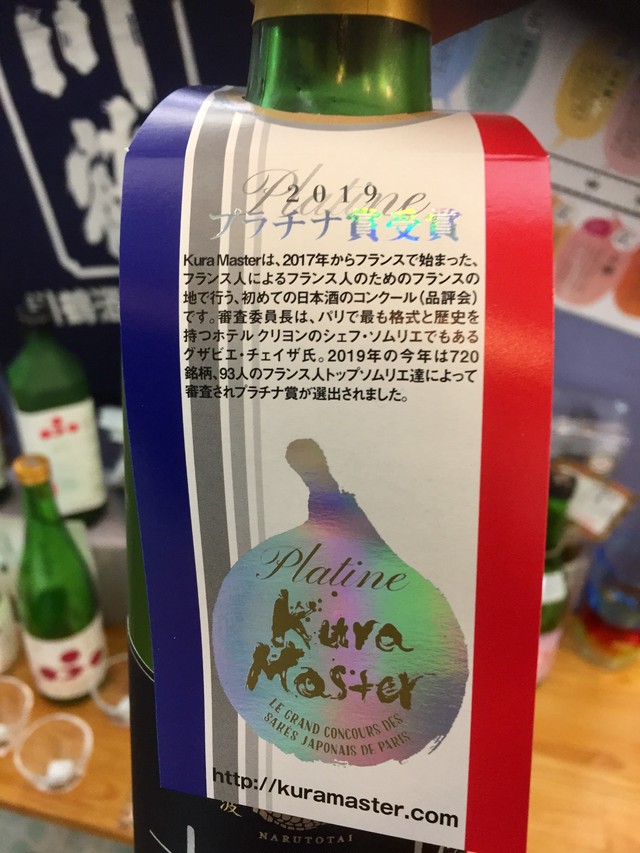 川鶴
川鶴酒
Platine
2019
プラチナ賞受賞
Kura Masterは、2017年からフランスで始まった、
フランス人によるフランス人のためのフランスの
地で行う、初めての日本酒のコンクール（品評会）
です。審査委員長は、パリで最も格式と歴史を
持つホテル クリヨンのシェフ・ソムリエでもある
グザビエ・チュイザ氏。2019年の今年は720
銘柄、93人のフランス人トップソムリエ達によって
審査されプラチナ賞が選出されました。
Platine
Kura
Master
LE GRAND CONCOURS DES
SAKÉS JAPONAIS DE PARIS
http://kuramaster.com
波
NARUTOTAI